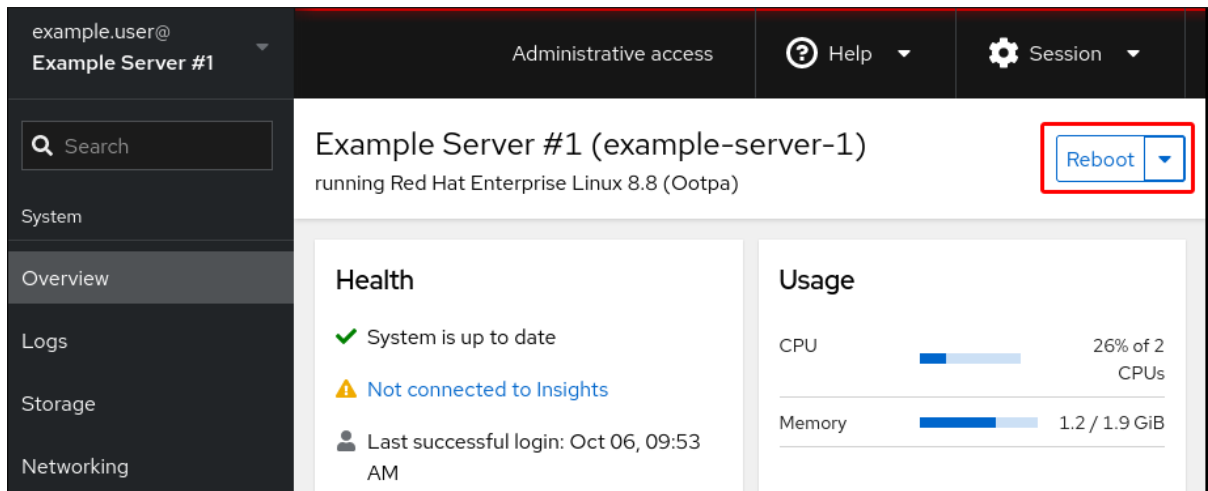 example.user@
Example Server #1
Administrative access
Help
Session
Search
Example Server #1 (example-server-1)
running Red Hat Enterprise Linux 8.8 (Ootpa)
Reboot
System
Overview
Logs
Storage
Networking
Health
System is up to date
Not connected to Insights
Last successful login: Oct 06, 09:53
AM
Usage
CPU
26% of 2
CPUs
Memory
1.2 / 1.9 GiB